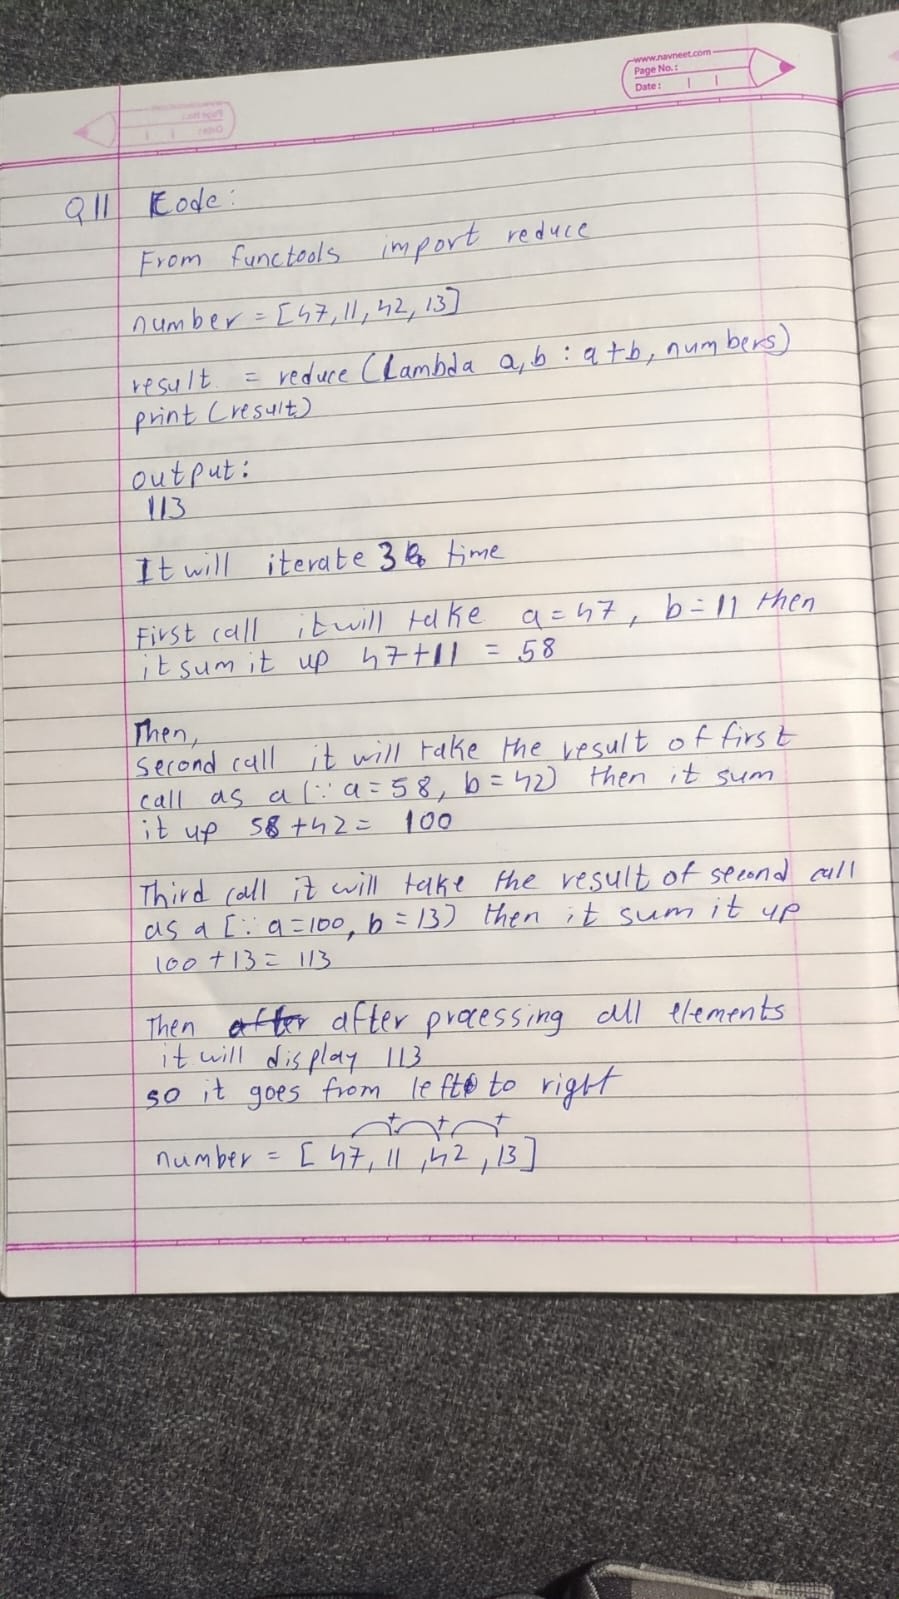 www.navneet.com
Page No.:
Date:
Q11 Code:
From functools import reduce
number = [47, 11, 42, 13]
result = reduce (Lambda a, b : a+b, numbers)
print (result)
output:
113
It will iterate 3 time
First call it will take a = 47, b = 11 then
it sum it up 47+11 = 58
Then,
second call it will take the result of first
call as a (∵ a = 58, b = 42) then it sum
it up 58 + 42 = 100
Third call it will take the result of second call
as a [∵ a = 100, b = 13) then it sum it up
100 + 13 = 113
Then after after processing all elements
it will display 113
so it goes from left to right
+ + +
number = [ 47, 11 ,42 , 13 ]